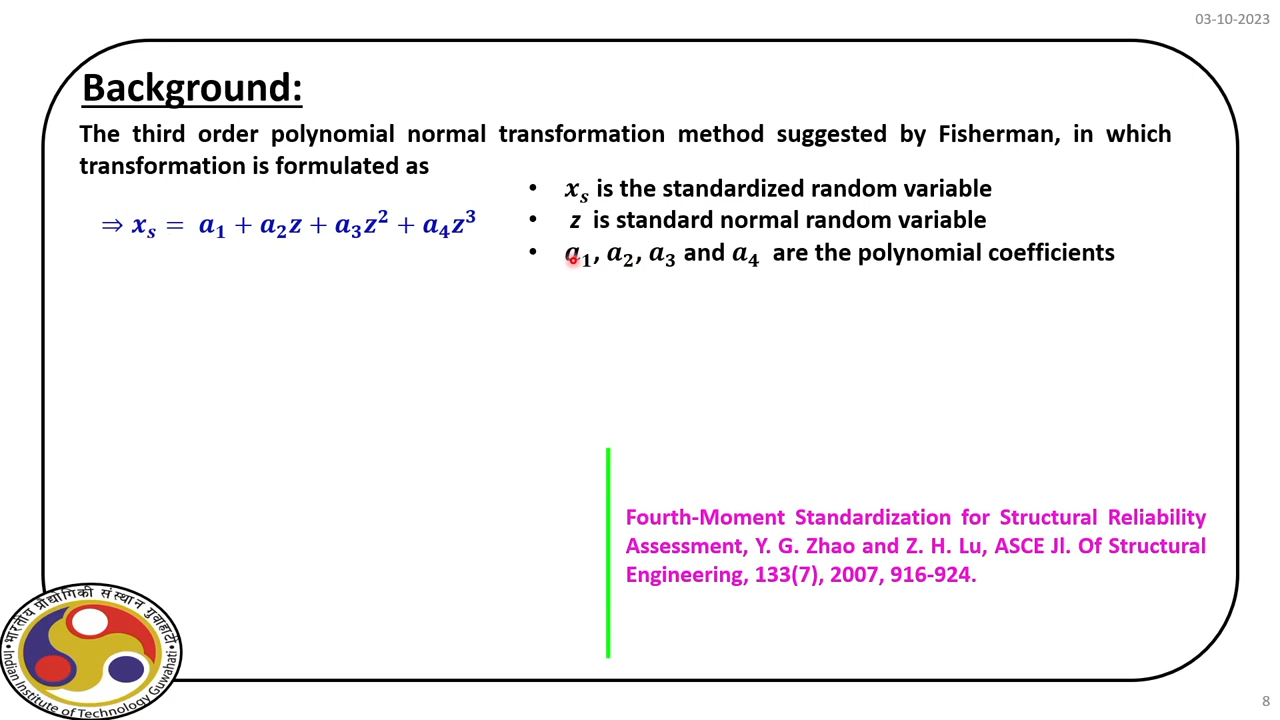 03-10-2023
Background:
The third order polynomial normal transformation method suggested by Fisherman, in which
transformation is formulated as
• xₛ is the standardized random variable
⇒ xₛ = a₁ + a₂z + a₃z² + a₄z³
• z is standard normal random variable
• a₁, a₂, a₃ and a₄ are the polynomial coefficients
Fourth-Moment Standardization for Structural Reliability
Assessment, Y. G. Zhao and Z. H. Lu, ASCE Jl. Of Structural
Engineering, 133(7), 2007, 916-924.
भारतीय प्रौद्योगिकी संस्थान गुवाहाटी
Indian Institute of Technology Guwahati
8